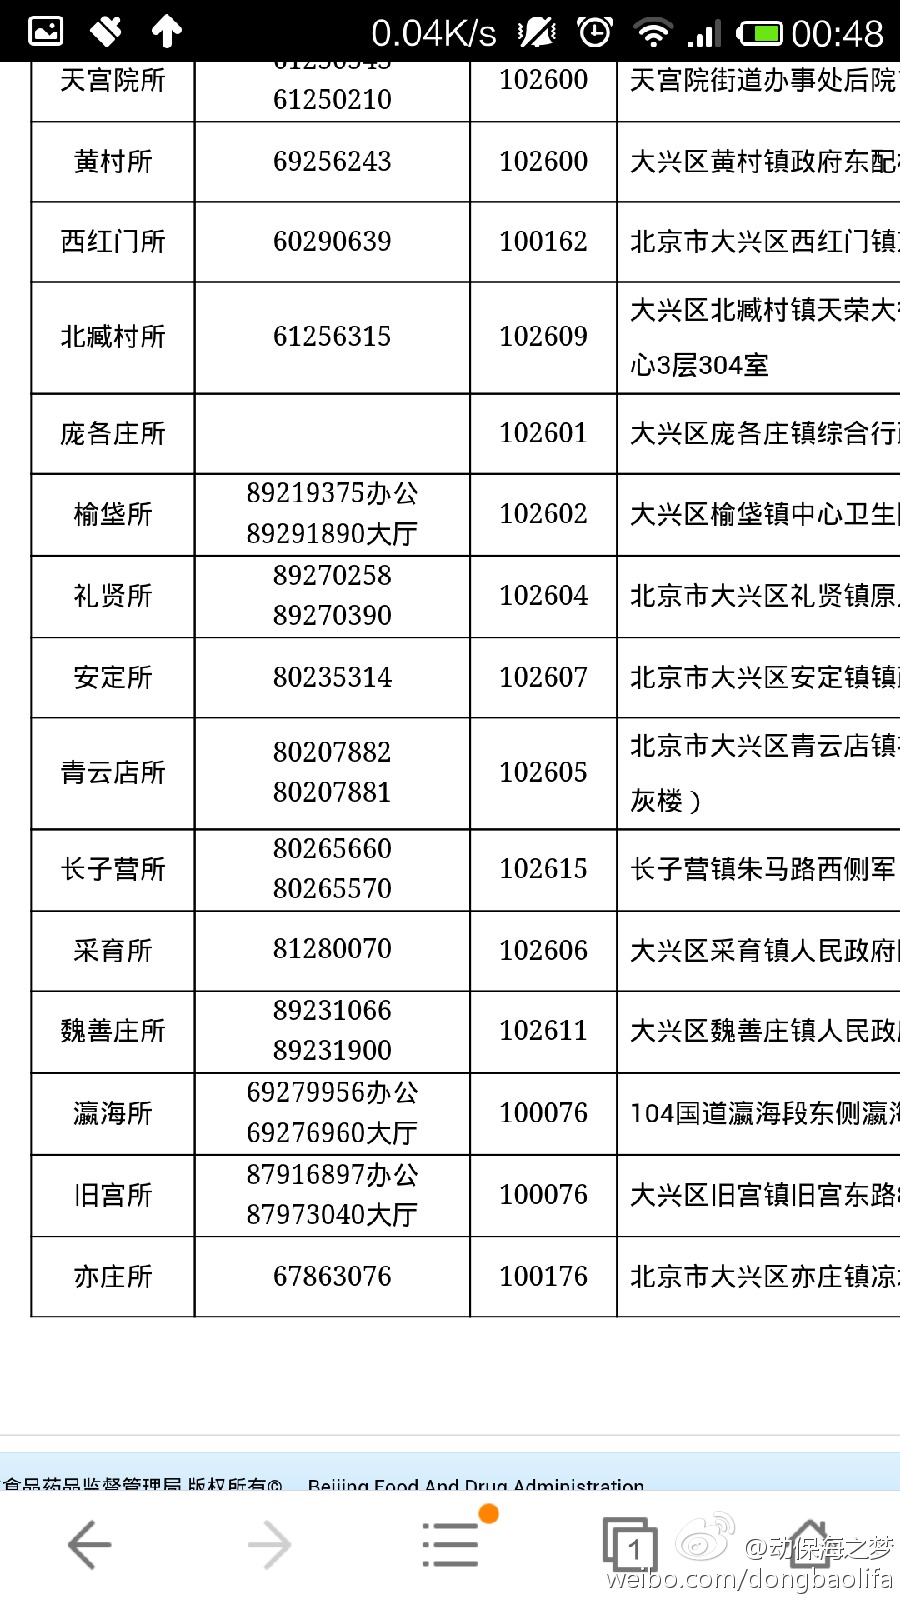 0.04K/s 00:48
天宫院所 102600 天宫院街道办事处后院
61250210
黄村所 69256243 102600 大兴区黄村镇政府东配
西红门所 60290639 100162 北京市大兴区西红门镇
北臧村所 61256315 102609 大兴区北臧村镇天荣大
心3层304室
庞各庄所 102601 大兴区庞各庄镇综合行
榆垡所 89219375办公 102602 大兴区榆垡镇中心卫生
89291890大厅
礼贤所 89270258 102604 北京市大兴区礼贤镇原
89270390
安定所 80235314 102607 北京市大兴区安定镇镇
青云店所 80207882 102605 北京市大兴区青云店镇
80207881 灰楼）
长子营所 80265660 102615 长子营镇朱马路西侧军
80265570
采育所 81280070 102606 大兴区采育镇人民政府
魏善庄所 89231066 102611 大兴区魏善庄镇人民政
89231900
瀛海所 69279956办公 100076 104国道瀛海段东侧瀛
69276960大厅
旧宫所 87916897办公 100076 大兴区旧宫镇旧宫东路
87973040大厅
亦庄所 67863076 100176 北京市大兴区亦庄镇凉
食品药品监督管理局 版权所有© Beijing Food And Drug Administration
1
@动保海之梦
weibo.com/dongbaolifa